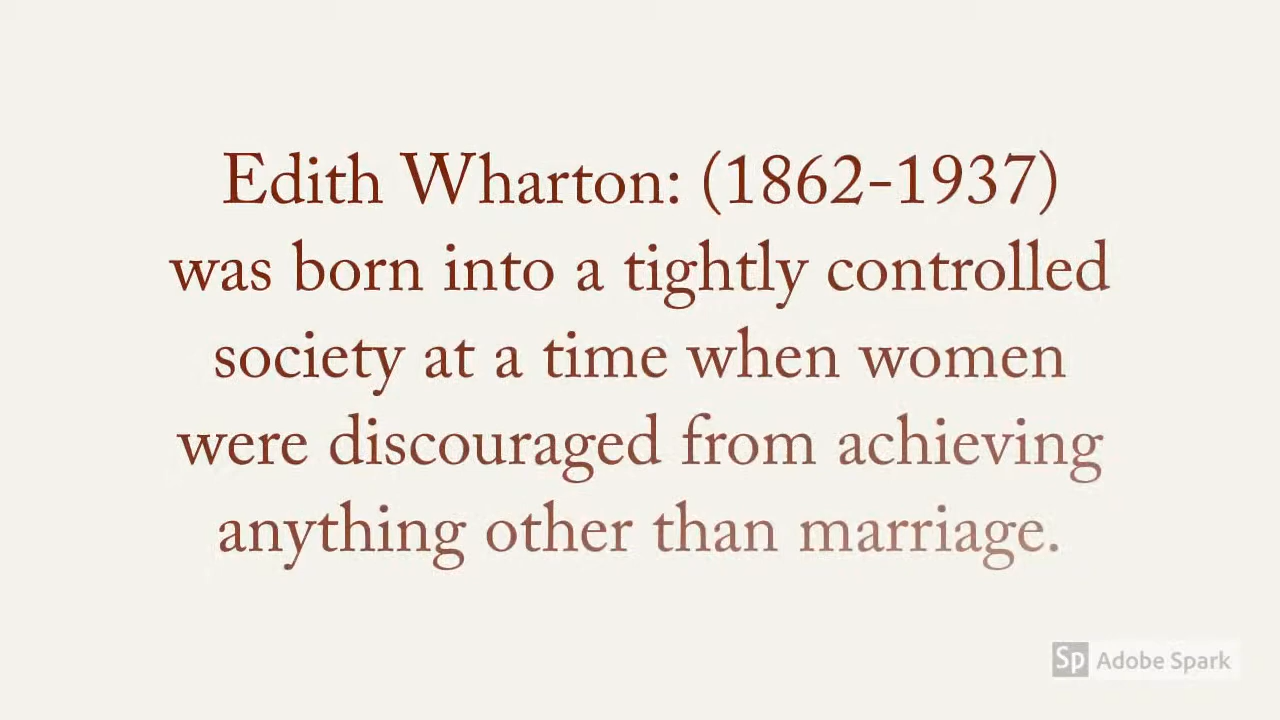 Edith Wharton: (1862-1937)
was born into a tightly controlled
society at a time when women
were discouraged from achieving
anything other than marriage.
Sp Adobe Spark